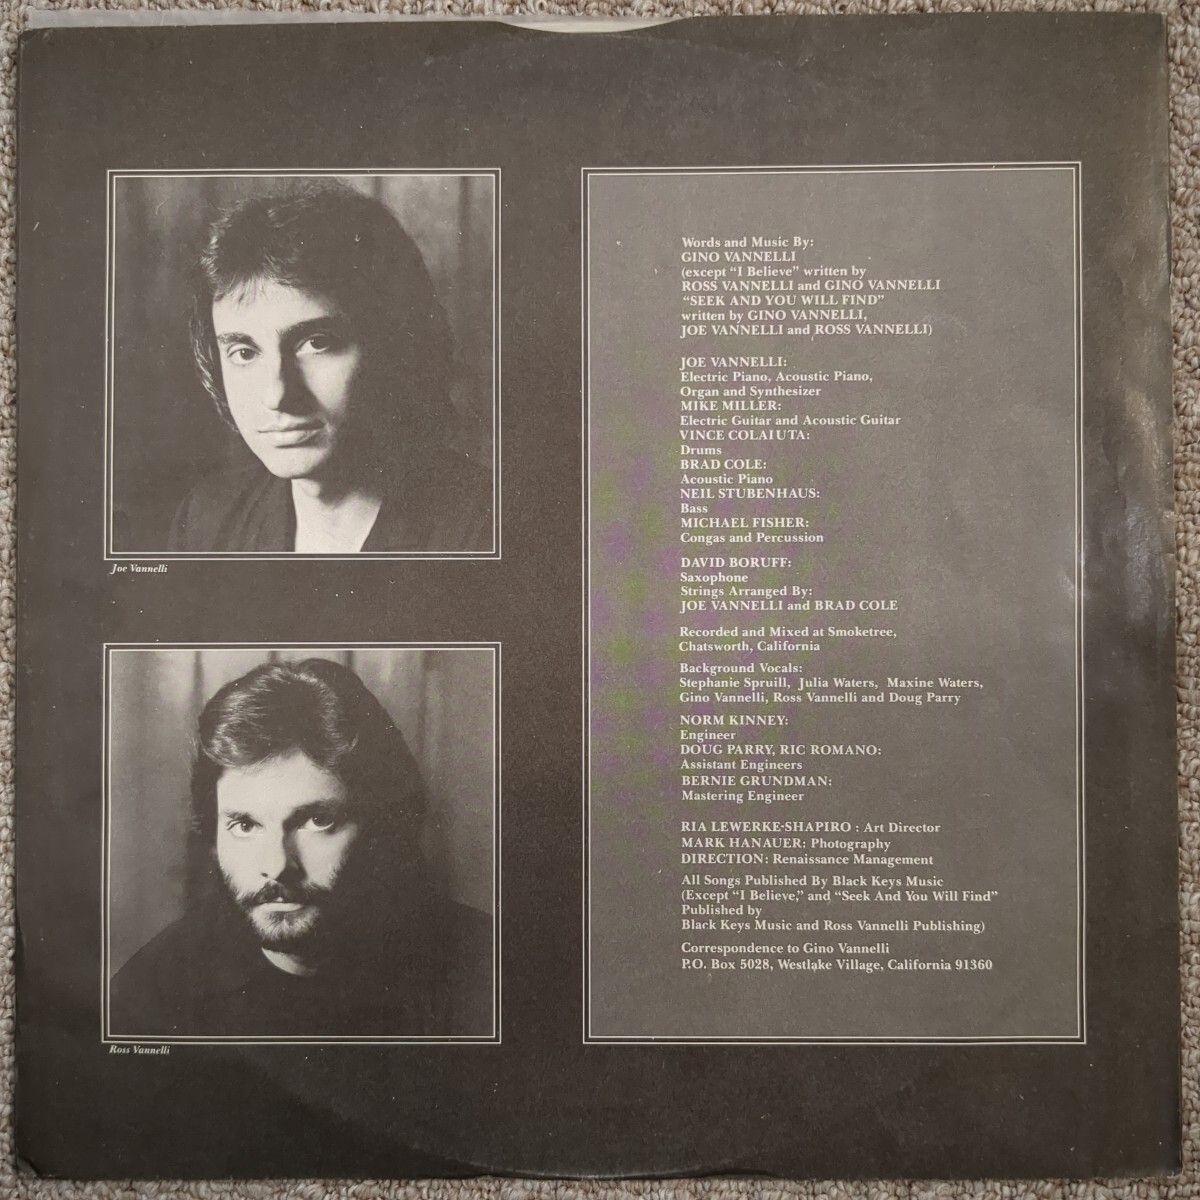 Joe Vannelli
Ross Vannelli
Words and Music By:
GINO VANNELLI
(except “I Believe” written by
ROSS VANNELLI and GINO VANNELLI
“SEEK AND YOU WILL FIND”
written by GINO VANNELLI,
JOE VANNELLI and ROSS VANNELLI)
JOE VANNELLI:
Electric Piano, Acoustic Piano,
Organ and Synthesizer
MIKE MILLER:
Electric Guitar and Acoustic Guitar
VINCE COLAIUTA:
Drums
BRAD COLE:
Acoustic Piano
NEIL STUBENHAUS:
Bass
MICHAEL FISHER:
Congas and Percussion
DAVID BORUFF:
Saxophone
Strings Arranged By:
JOE VANNELLI and BRAD COLE
Recorded and Mixed at Smoketree,
Chatsworth, California
Background Vocals:
Stephanie Spruill, Julia Waters, Maxine Waters,
Gino Vannelli, Ross Vannelli and Doug Parry
NORM KINNEY:
Engineer
DOUG PARRY, RIC ROMANO:
Assistant Engineers
BERNIE GRUNDMAN:
Mastering Engineer
RIA LEWERKE-SHAPIRO : Art Director
MARK HANAUER: Photography
DIRECTION: Renaissance Management
All Songs Published By Black Keys Music
(Except “I Believe,” and “Seek And You Will Find”
Published by
Black Keys Music and Ross Vannelli Publishing)
Correspondence to Gino Vannelli
P.O. Box 5028, Westlake Village, California 91360